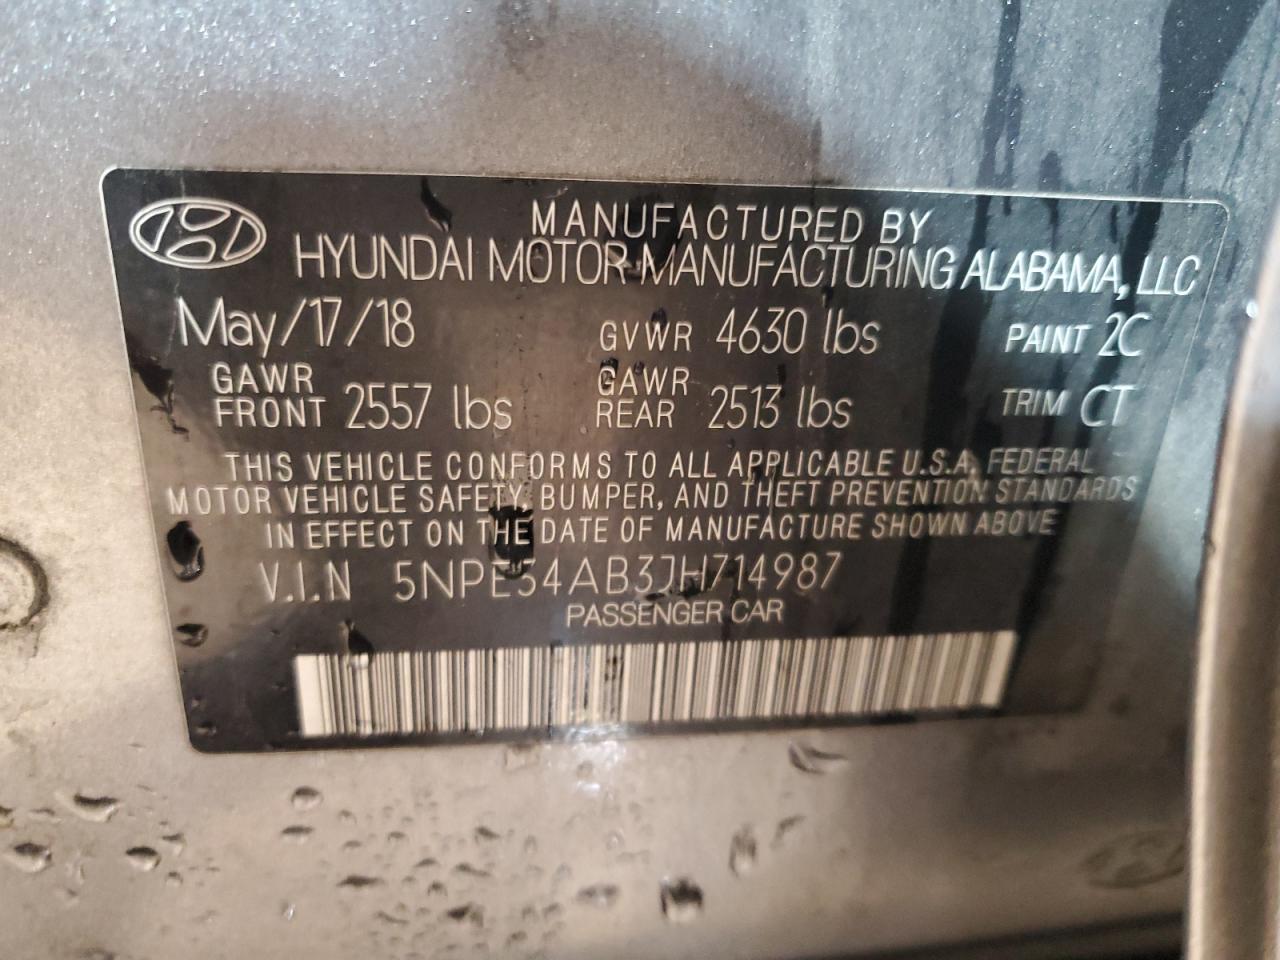 MANUFACTURED BY
HYUNDAI MOTOR MANUFACTURING ALABAMA, LLC
May/17/18 GVWR 4630 lbs PAINT 2C
GAWR FRONT 2557 lbs GAWR REAR 2513 lbs TRIM CT
THIS VEHICLE CONFORMS TO ALL APPLICABLE U.S.A. FEDERAL
MOTOR VEHICLE SAFETY, BUMPER, AND THEFT PREVENTION STANDARDS
IN EFFECT ON THE DATE OF MANUFACTURE SHOWN ABOVE
V.I.N 5NPE34AB3JH714987
PASSENGER CAR